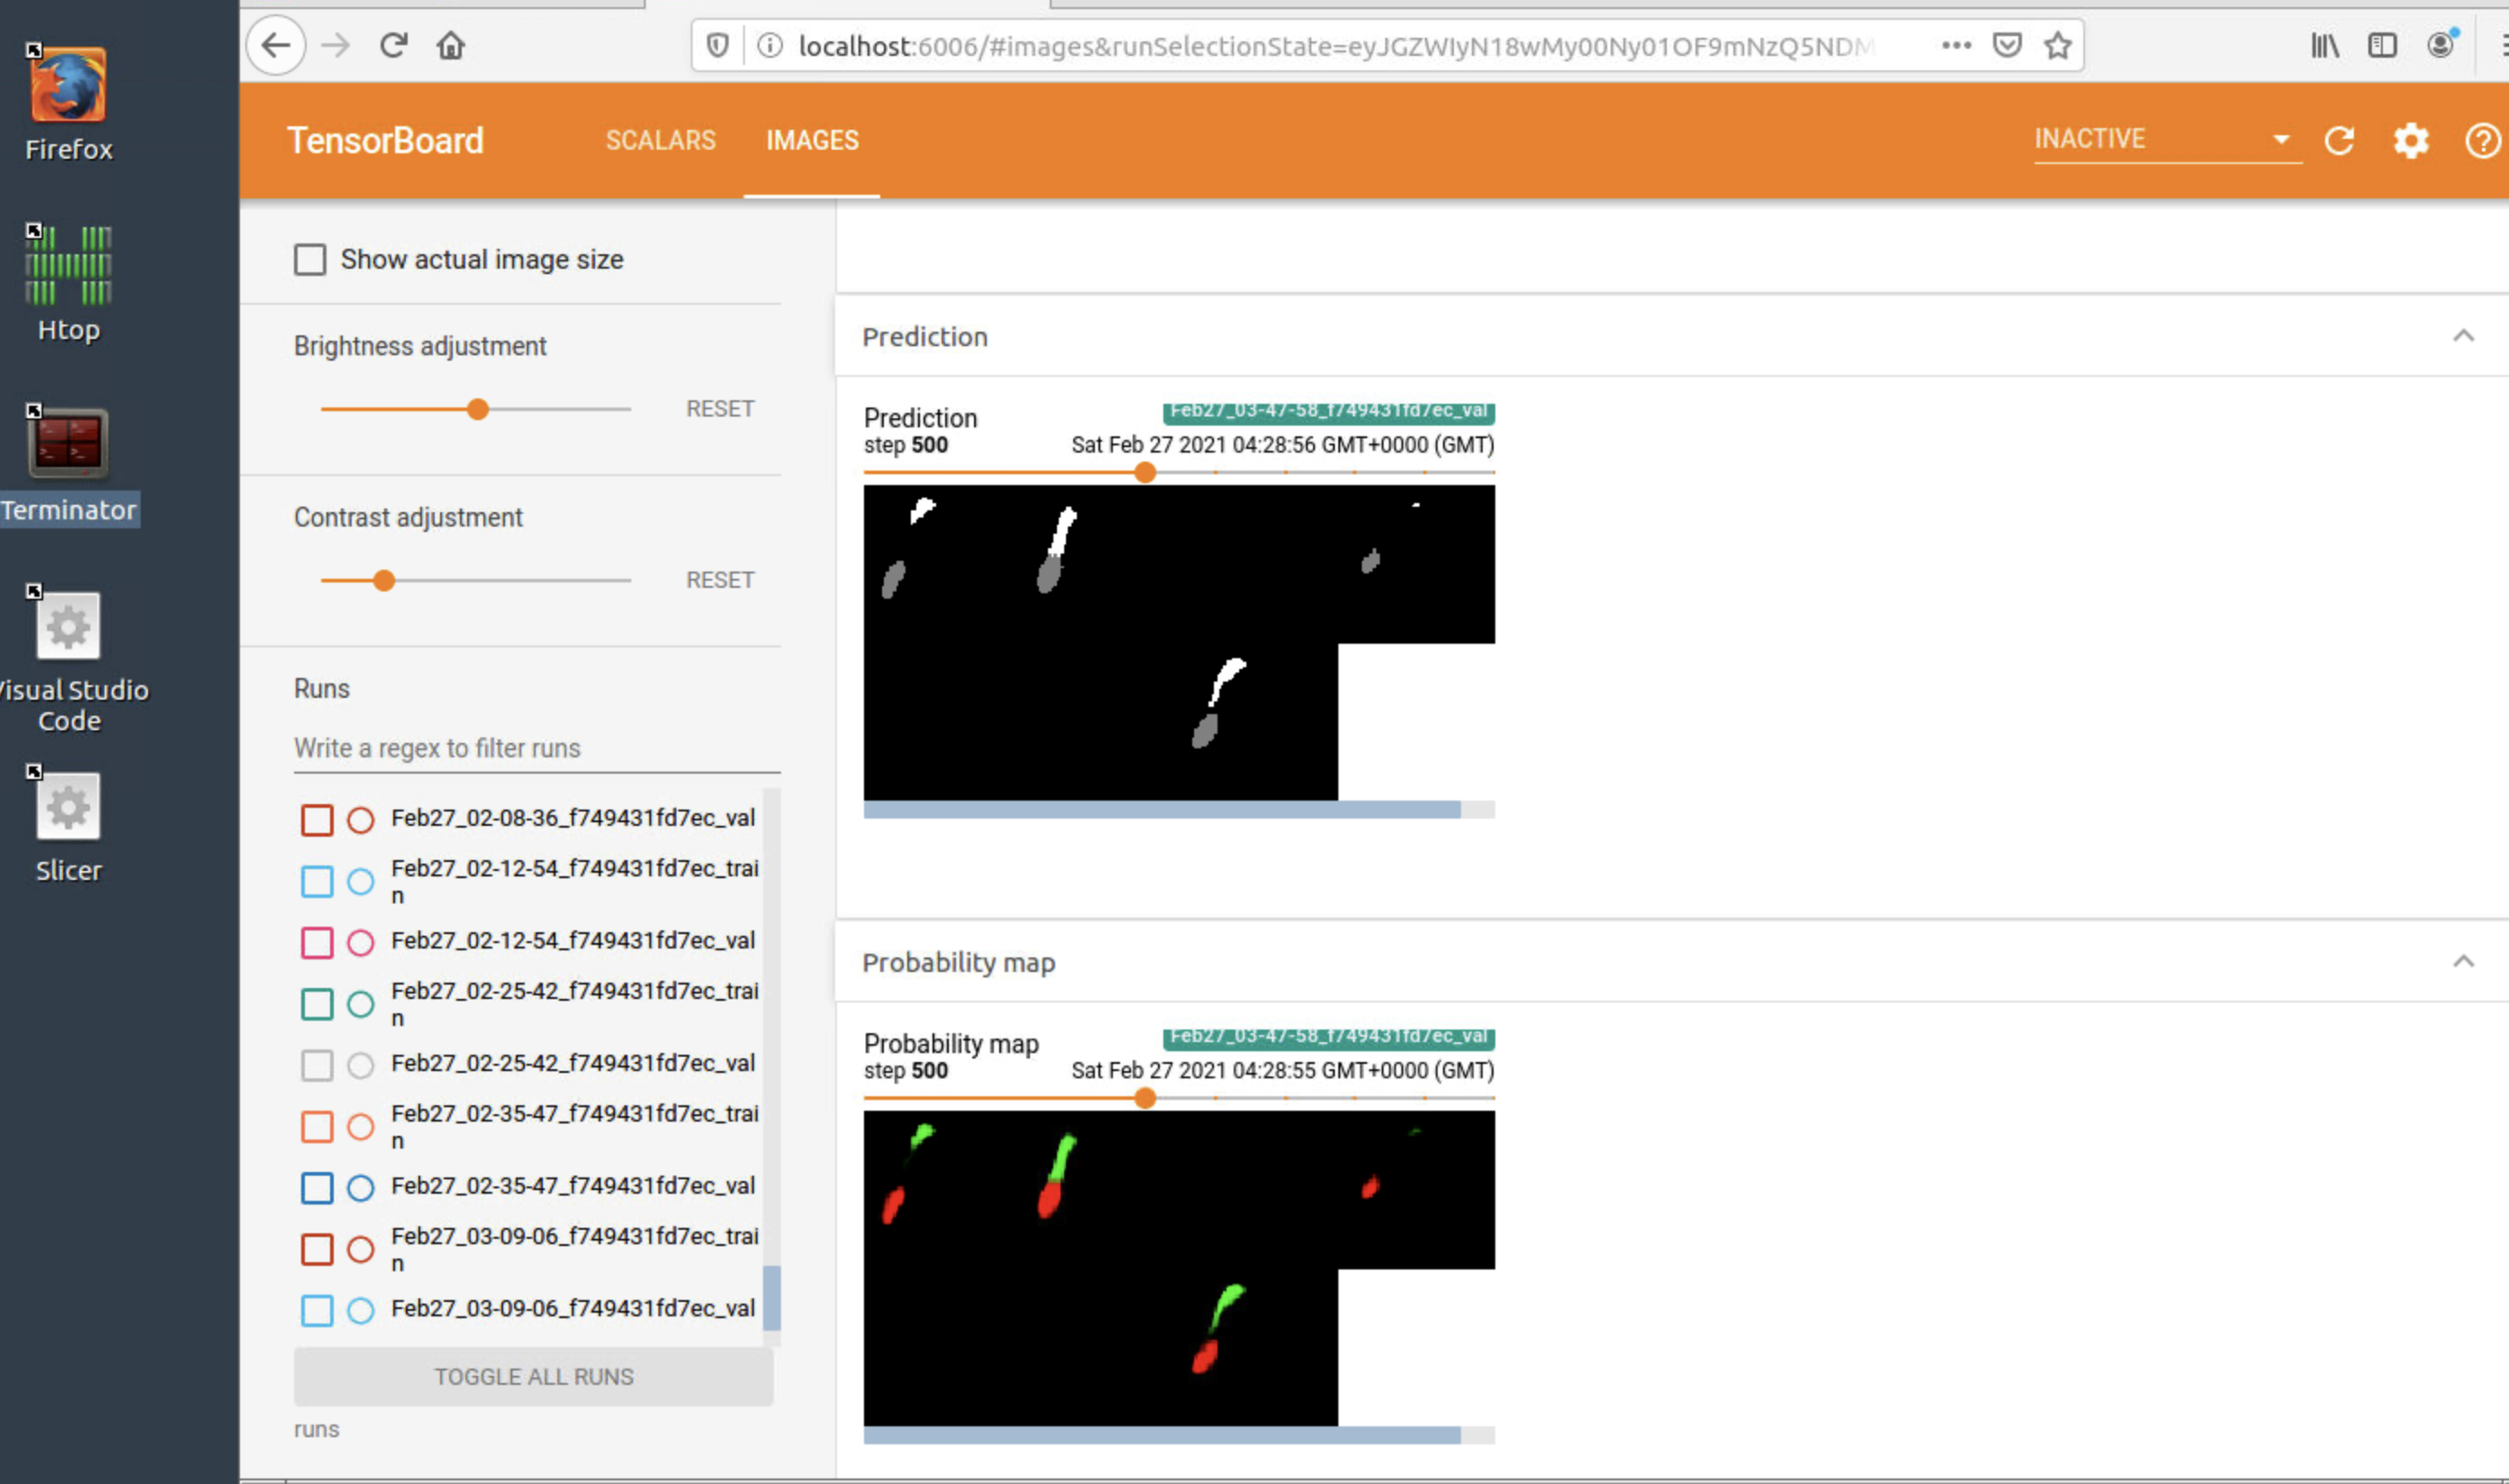 localhost:6006/#images&runSelectionState=eyJGZWIyN18wMy00Ny01OF9mNzQ5NDM
Firefox
Htop
Terminator
Visual Studio
Code
Slicer
TensorBoard
SCALARS
IMAGES
INACTIVE
Show actual image size
Brightness adjustment
RESET
Contrast adjustment
RESET
Runs
Write a regex to filter runs
Feb27_02-08-36_f749431fd7ec_val
Feb27_02-12-54_f749431fd7ec_trai
n
Feb27_02-12-54_f749431fd7ec_val
Feb27_02-25-42_f749431fd7ec_trai
n
Feb27_02-25-42_f749431fd7ec_val
Feb27_02-35-47_f749431fd7ec_trai
n
Feb27_02-35-47_f749431fd7ec_val
Feb27_03-09-06_f749431fd7ec_trai
n
Feb27_03-09-06_f749431fd7ec_val
TOGGLE ALL RUNS
runs
Prediction
Prediction
Feb27_03-47-58_f749431fd7ec_val
step 500
Sat Feb 27 2021 04:28:56 GMT+0000 (GMT)
Probability map
Probability map
Feb27_03-47-58_f749431fd7ec_val
step 500
Sat Feb 27 2021 04:28:55 GMT+0000 (GMT)